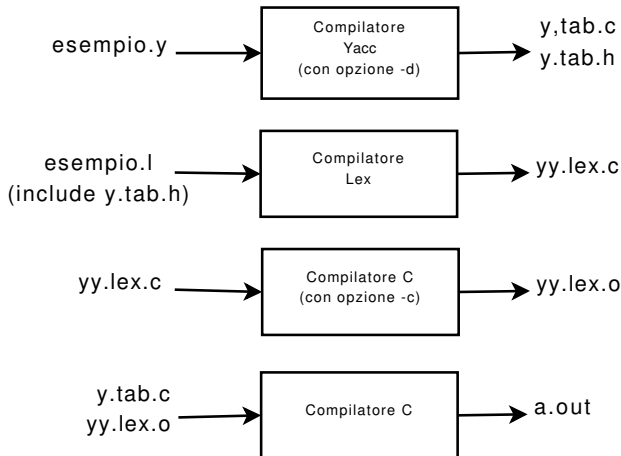 esempio.y
Compilatore
Yacc
(con opzione -d)
y,tab.c
y.tab.h
esempio.l
(include y.tab.h)
Compilatore
Lex
yy.lex.c
yy.lex.c
Compilatore C
(con opzione -c)
yy.lex.o
y.tab.c
yy.lex.o
Compilatore C
a.out